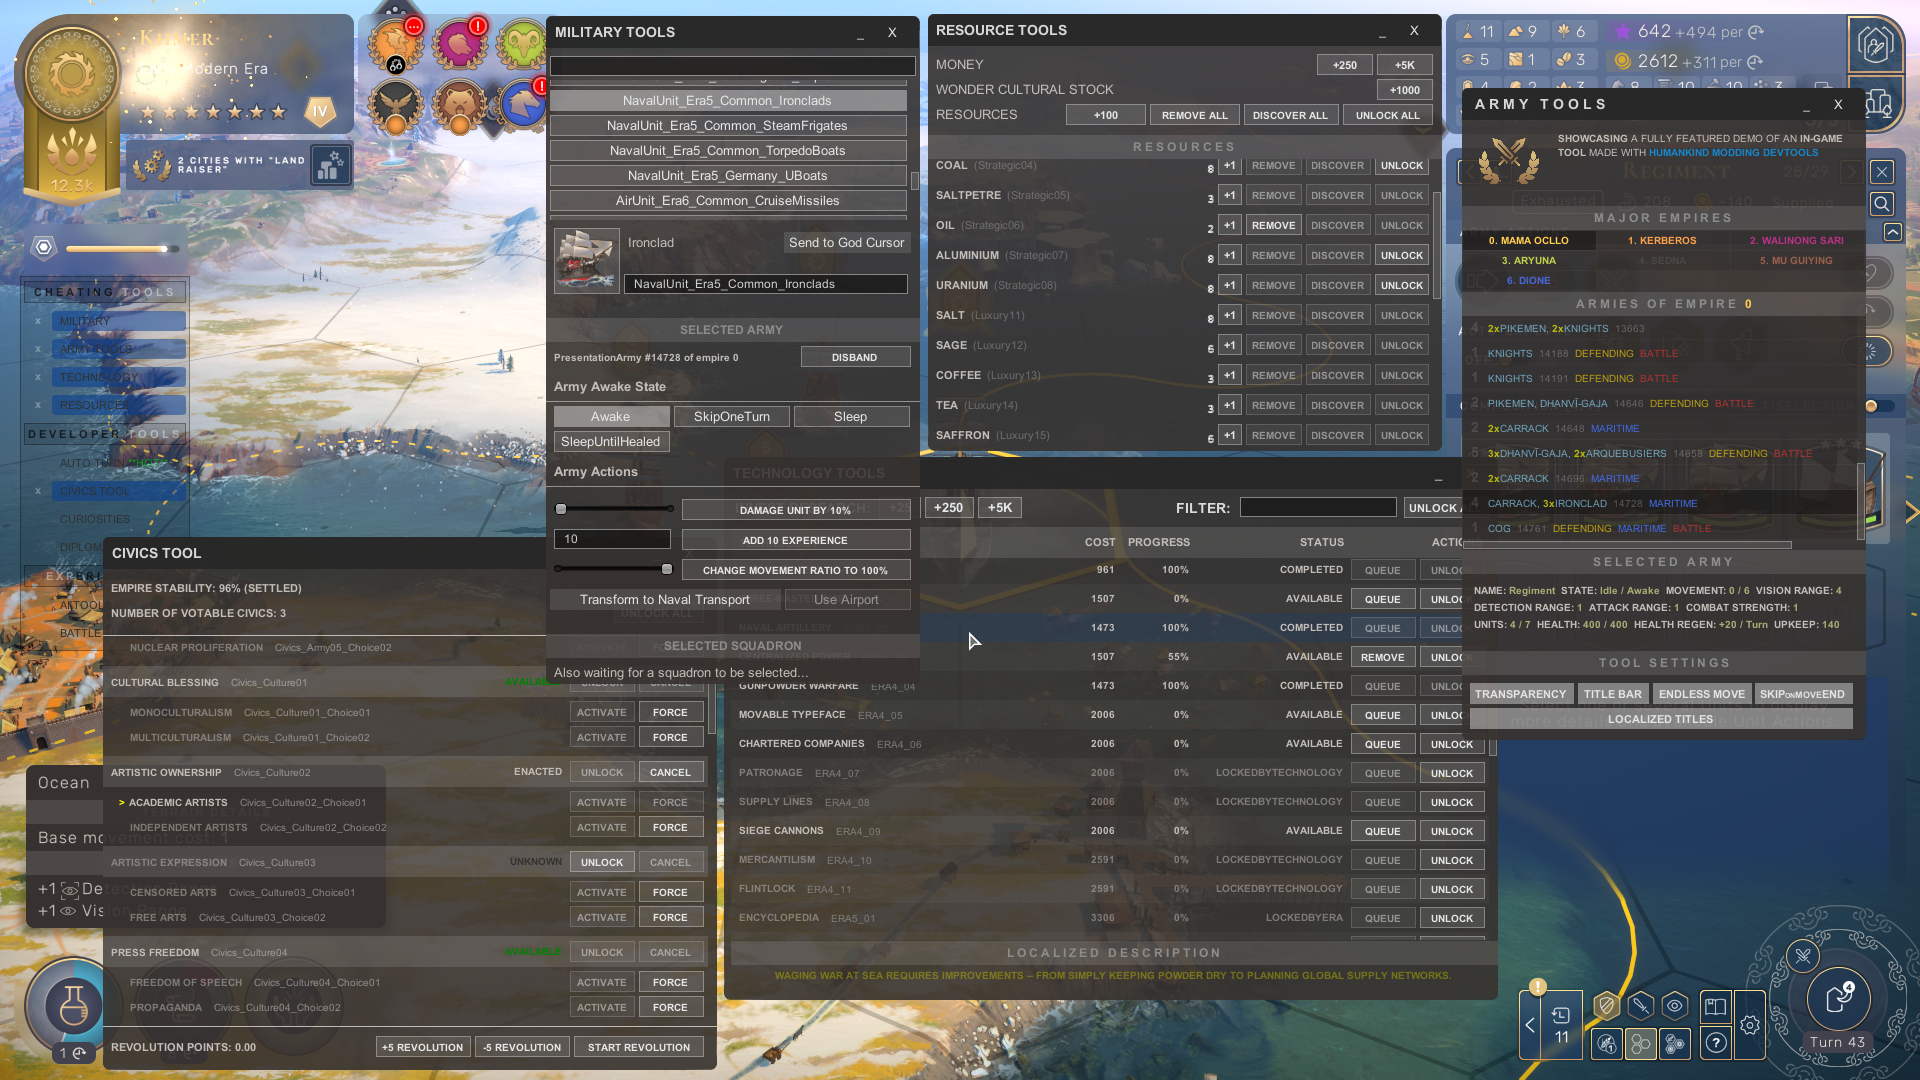 KHMER
Early Modern Era
IV
2 CITIES WITH "LAND RAISER"
12.3k
CHEATING TOOLS
x MILITARY
x ARMY TOOLS
x TECHNOLOGY
x RESOURCES
DEVELOPER TOOLS
AUTO TURN
x CIVICS TOOL
CURIOSITIES
MILITARY TOOLS _ X
NavalUnit_Era5_Common_Ironclads
NavalUnit_Era5_Common_SteamFrigates
NavalUnit_Era5_Common_TorpedoBoats
NavalUnit_Era5_Germany_UBoats
AirUnit_Era6_Common_CruiseMissiles
Ironclad Send to God Cursor
NavalUnit_Era5_Common_Ironclads
SELECTED ARMY
PresentationArmy #14728 of empire 0 DISBAND
Army Awake State
Awake SkipOneTurn Sleep
SleepUntilHealed
Army Actions
DAMAGE UNIT BY 10%
10 ADD 10 EXPERIENCE
CHANGE MOVEMENT RATIO TO 100%
Transform to Naval Transport Use Airport
SELECTED SQUADRON
Also waiting for a squadron to be selected...
RESOURCE TOOLS _ X
MONEY +250 +5K
WONDER CULTURAL STOCK +1000
RESOURCES +100 REMOVE ALL DISCOVER ALL UNLOCK ALL
RESOURCES
COAL (Strategic04) 8 +1 REMOVE DISCOVER UNLOCK
SALTPETRE (Strategic05) 3 +1 REMOVE DISCOVER UNLOCK
OIL (Strategic06) 2 +1 REMOVE DISCOVER UNLOCK
ALUMINIUM (Strategic07) 8 +1 REMOVE DISCOVER UNLOCK
URANIUM (Strategic08) 8 +1 REMOVE DISCOVER UNLOCK
SALT (Luxury11) 8 +1 REMOVE DISCOVER UNLOCK
SAGE (Luxury12) 6 +1 REMOVE DISCOVER UNLOCK
COFFEE (Luxury13) 3 +1 REMOVE DISCOVER UNLOCK
TEA (Luxury14) 3 +1 REMOVE DISCOVER UNLOCK
SAFFRON (Luxury15) 6 +1 REMOVE DISCOVER UNLOCK
11 9 6 642 +494 per
5 1 3 2612 +311 per
ARMY TOOLS _ X
SHOWCASING A FULLY FEATURED DEMO OF AN IN-GAME
TOOL MADE WITH HUMANKIND MODDING DEVTOOLS
REGIMENT 28/29
Exhausted 208 -140 Supplied
MAJOR EMPIRES
0. MAMA OCLLO 1. KERBEROS 2. WALINONG SARI
3. ARYUNA 4. SEDNA 5. MU GUIYING
6. DIONE
ARMIES OF EMPIRE 0
4 2xPIKEMEN, 2xKNIGHTS 13663
1 KNIGHTS 14188 DEFENDING BATTLE
1 KNIGHTS 14191 DEFENDING BATTLE
2 PIKEMEN, DHANVĪ-GAJA 14646 DEFENDING BATTLE
2 2xCARRACK 14648 MARITIME
5 3xDHANVĪ-GAJA, 2xARQUEBUSIERS 14658 DEFENDING BATTLE
2 2xCARRACK 14696 MARITIME
4 CARRACK, 3xIRONCLAD 14728 MARITIME
1 COG 14761 DEFENDING MARITIME BATTLE
SELECTED ARMY
NAME: Regiment STATE: Idle / Awake MOVEMENT: 0 / 6 VISION RANGE: 4
DETECTION RANGE: 1 ATTACK RANGE: 1 COMBAT STRENGTH: 1
UNITS: 4 / 7 HEALTH: 400 / 400 HEALTH REGEN: +20 / Turn UPKEEP: 140
TOOL SETTINGS
TRANSPARENCY TITLE BAR ENDLESS MOVE SKIPONMOVEEND
LOCALIZED TITLES
TECHNOLOGY TOOLS _
+250 +5K FILTER: UNLOCK
COST PROGRESS STATUS
961 100% COMPLETED QUEUE
1507 0% AVAILABLE QUEUE
NAVAL ARTILLERY 1473 100% COMPLETED QUEUE
CENTRALIZED POWER 1507 55% AVAILABLE REMOVE
GUNPOWDER WARFARE ERA4_04 1473 100% COMPLETED QUEUE
MOVABLE TYPEFACE ERA4_05 2006 0% AVAILABLE QUEUE
CHARTERED COMPANIES ERA4_06 2006 0% AVAILABLE QUEUE UNLOCK
PATRONAGE ERA4_07 2006 0% LOCKEDBYTECHNOLOGY QUEUE UNLOCK
SUPPLY LINES ERA4_08 2006 0% LOCKEDBYTECHNOLOGY QUEUE UNLOCK
SIEGE CANNONS ERA4_09 2006 0% AVAILABLE QUEUE UNLOCK
MERCANTILISM ERA4_10 2591 0% LOCKEDBYTECHNOLOGY QUEUE UNLOCK
FLINTLOCK ERA4_11 2591 0% LOCKEDBYTECHNOLOGY QUEUE UNLOCK
ENCYCLOPEDIA ERA5_01 3306 0% LOCKEDBYERA QUEUE UNLOCK
LOCALIZED DESCRIPTION
WAGING WAR AT SEA REQUIRES IMPROVEMENTS – FROM SIMPLY KEEPING POWDER DRY TO PLANNING GLOBAL SUPPLY NETWORKS.
CIVICS TOOL
EMPIRE STABILITY: 96% (SETTLED)
NUMBER OF VOTABLE CIVICS: 3
NUCLEAR PROLIFERATION Civics_Army05_Choice02
CULTURAL BLESSING Civics_Culture01 AVAILABLE UNLOCK CANCEL
MONOCULTURALISM Civics_Culture01_Choice01 ACTIVATE FORCE
MULTICULTURALISM Civics_Culture01_Choice02 ACTIVATE FORCE
ARTISTIC OWNERSHIP Civics_Culture02 ENACTED UNLOCK CANCEL
> ACADEMIC ARTISTS Civics_Culture02_Choice01 ACTIVATE FORCE
INDEPENDENT ARTISTS Civics_Culture02_Choice02 ACTIVATE FORCE
ARTISTIC EXPRESSION Civics_Culture03 UNKNOWN UNLOCK CANCEL
CENSORED ARTS Civics_Culture03_Choice01 ACTIVATE FORCE
FREE ARTS Civics_Culture03_Choice02 ACTIVATE FORCE
PRESS FREEDOM Civics_Culture04 AVAILABLE UNLOCK CANCEL
FREEDOM OF SPEECH Civics_Culture04_Choice01 ACTIVATE FORCE
PROPAGANDA Civics_Culture04_Choice02 ACTIVATE FORCE
REVOLUTION POINTS: 0.00 +5 REVOLUTION -5 REVOLUTION START REVOLUTION
Ocean
Base movement cost: 1
+1
+1
1
11
?
4
Turn 43